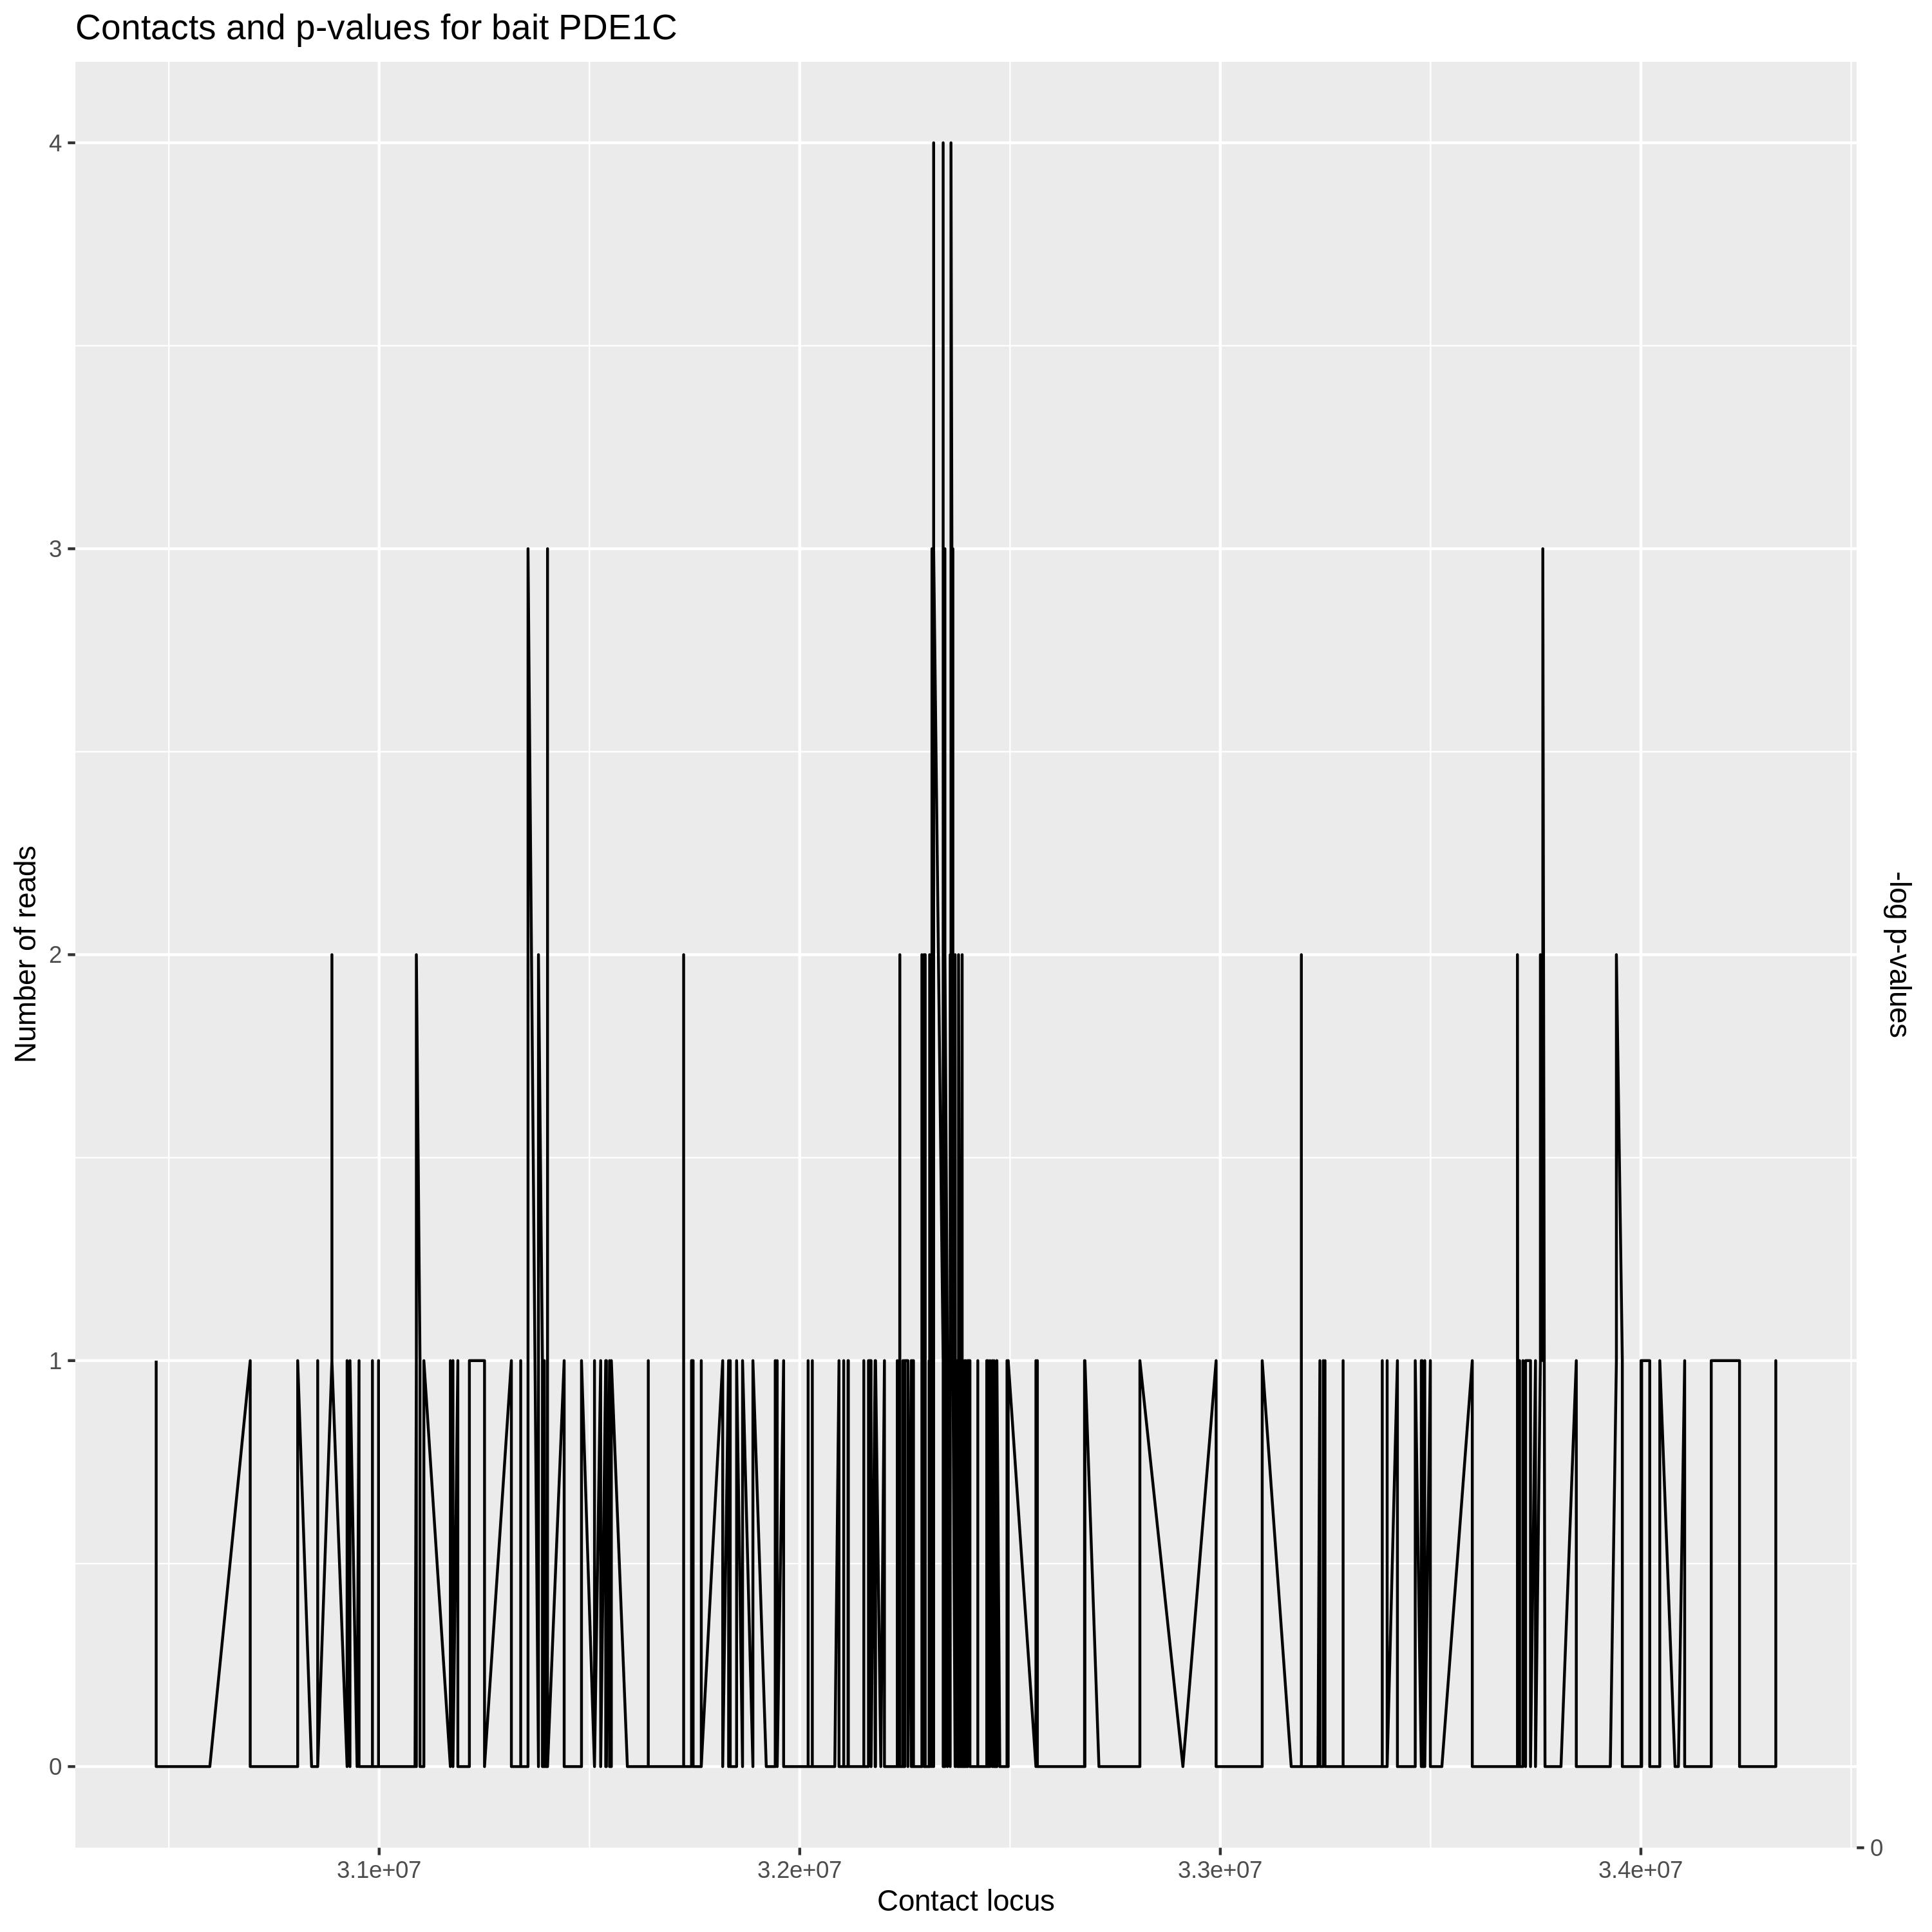 Contacts and p-values for bait PDE1C
4
3
2
1
0
Number of reads
-log p-values
0
3.1e+07 3.2e+07 3.3e+07 3.4e+07
Contact locus